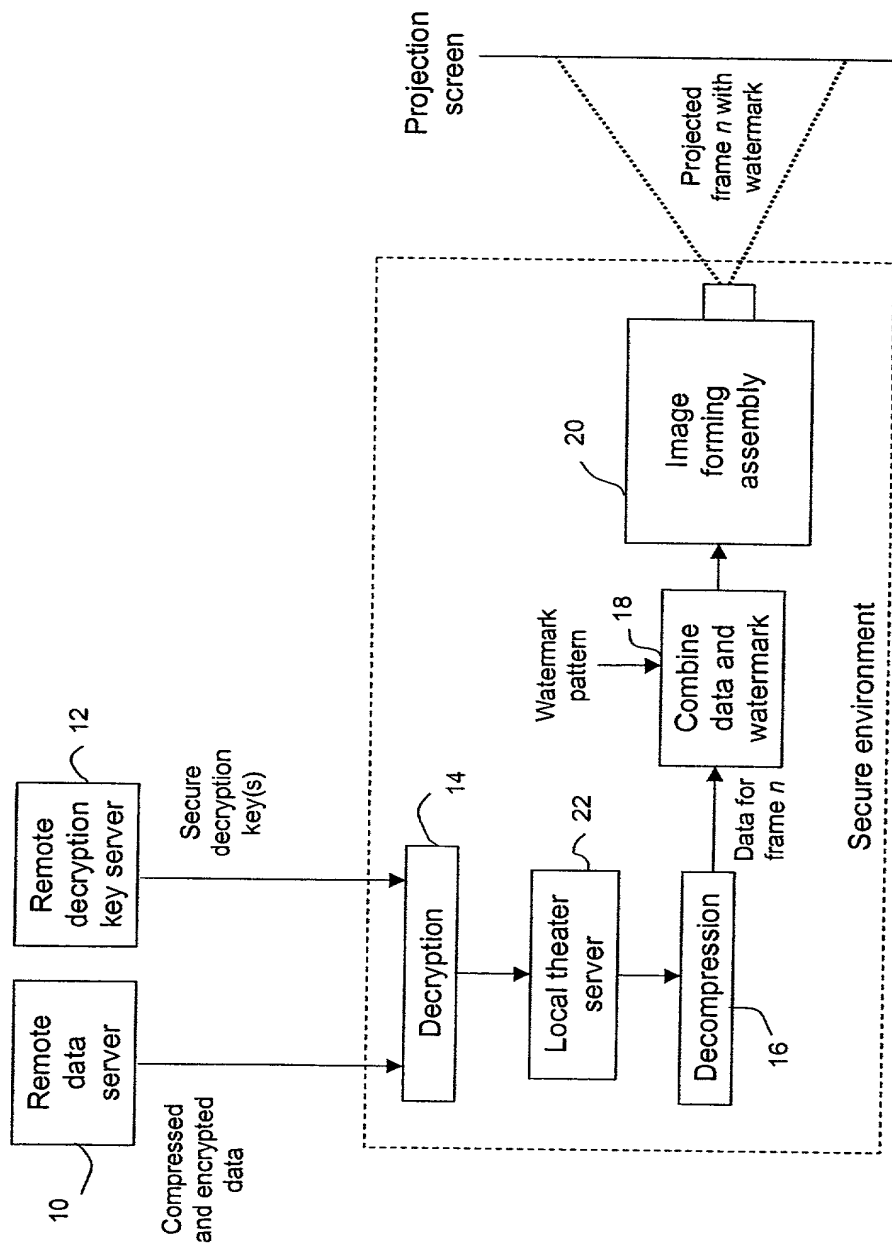 10
Remote
data
server
Remote
decryption
key server
12
Compressed
and encrypted
data
Secure
decryption
key(s)
Decryption
14
Local theater
server
22
Decompression
16
Data for
frame n
Watermark
pattern
18
Combine
data and
watermark
20
Image
forming
assembly
Secure environment
Projected
frame n with
watermark
Projection
screen